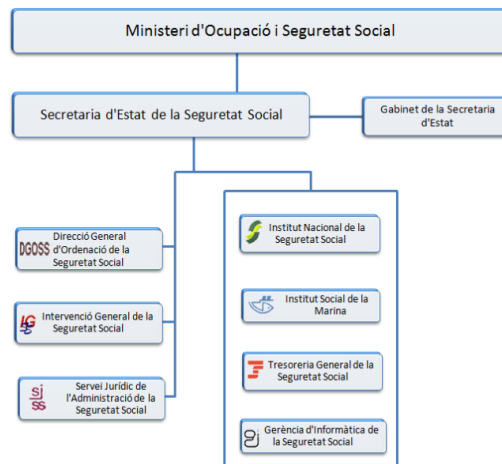 Ministeri d'Ocupació i Seguretat Social
Secretaria d'Estat de la Seguretat Social
Gabinet de la Secretaria
d'Estat
DGOSS
Direcció General
d'Ordenació de la
Seguretat Social
IGSS
Intervenció General de la
Seguretat Social
sj
ss
Servei Jurídic de
l'Administració de la
Seguretat Social
Institut Nacional de la
Seguretat Social
Institut Social de la
Marina
Tresoreria General de la
Seguretat Social
gi
Gerència d'Informàtica de
la Seguretat Social